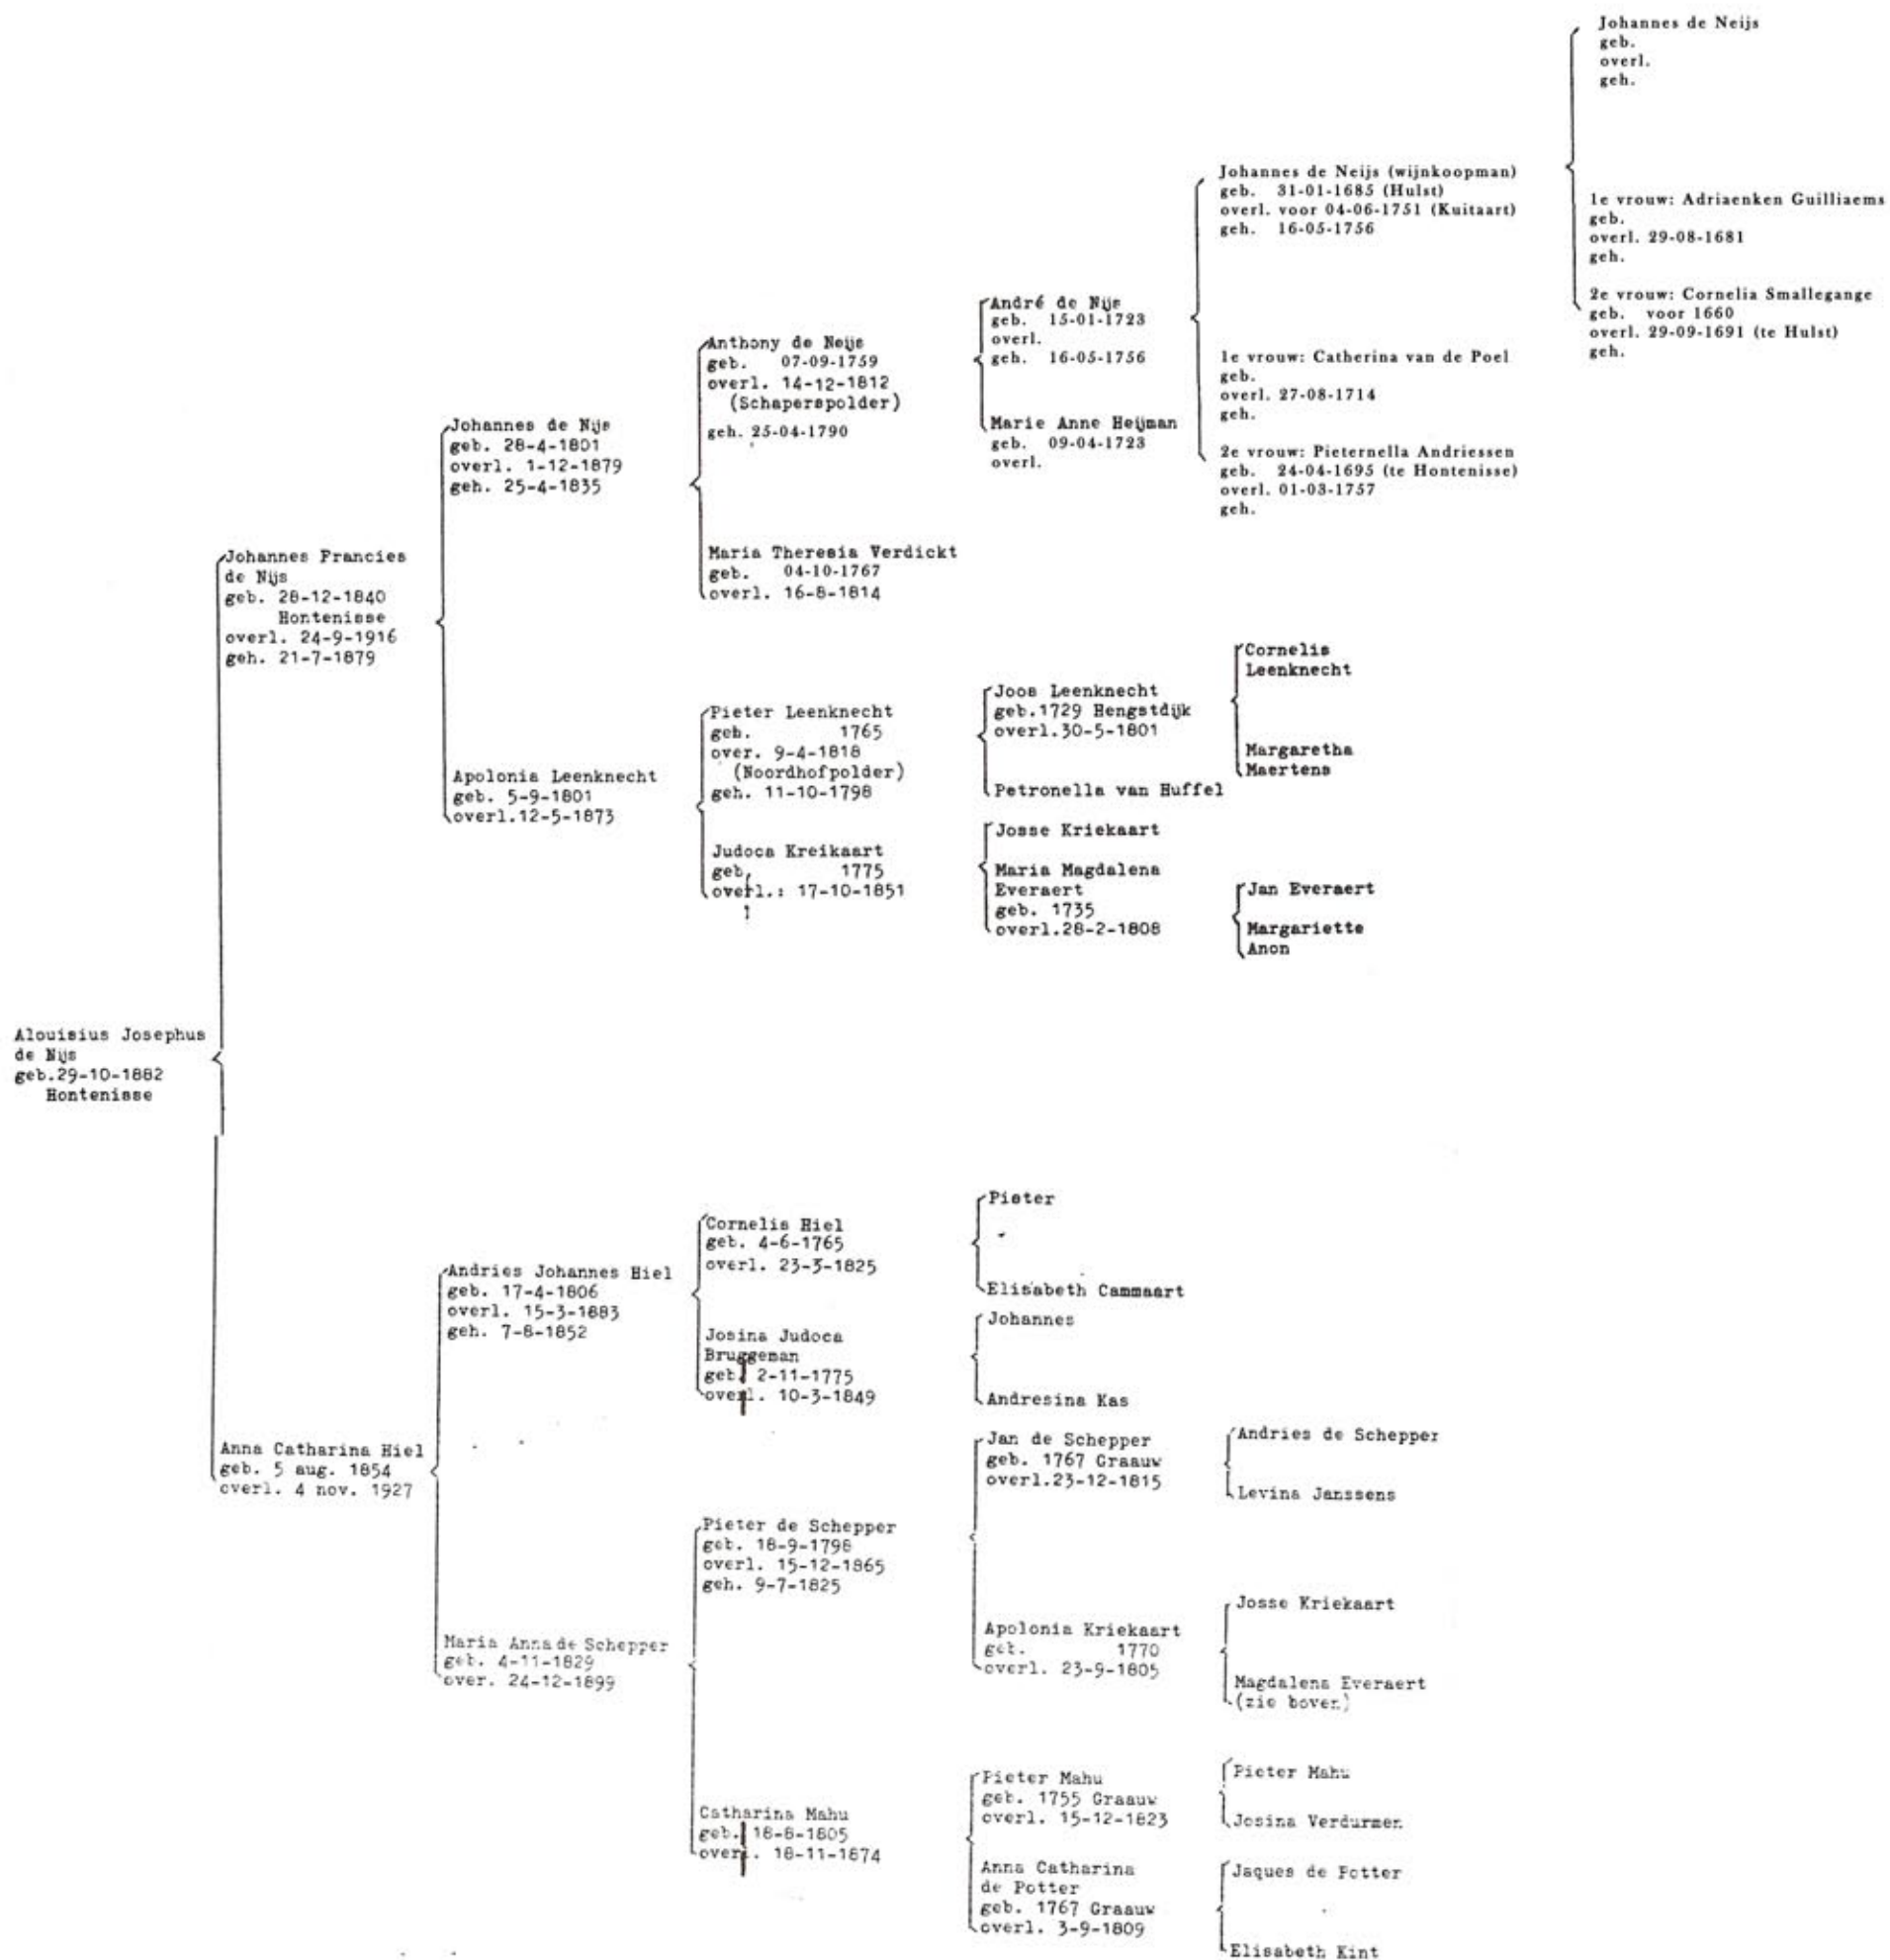 Johannes de Neijs
geb.
overl.
geh.
Johannes de Neijs (wijnkoopman)
geb. 31-01-1685 (Hulst)
overl. voor 04-06-1751 (Kuitaart)
geh. 16-05-1756
1e vrouw: Adriaenken Guilliaems
geb.
overl. 29-08-1681
geh.
2e vrouw: Cornelia Smallegange
geb. voor 1660
overl. 29-09-1691 (te Hulst)
geh.
André de Nijs
geb. 15-01-1723
overl.
geh. 16-05-1756
1e vrouw: Catherina van de Poel
geb.
overl. 27-08-1714
geh.
Marie Anne Heijman
geb. 09-04-1723
overl.
2e vrouw: Pieternella Andriessen
geb. 24-04-1695 (te Hontenisse)
overl. 01-03-1757
geh.
Anthony de Neijs
geb. 07-09-1759
overl. 14-12-1812
(Schaperspolder)
geh. 25-04-1790
Maria Theresia Verdickt
geb. 04-10-1767
overl. 16-8-1814
Johannes de Nijs
geb. 28-4-1801
overl. 1-12-1879
geh. 25-4-1835
Johannes Francies
de Nijs
geb. 28-12-1840
Hontenisse
overl. 24-9-1916
geh. 21-7-1879
Apolonia Leenknecht
geb. 5-9-1801
overl.12-5-1873
Pieter Leenknecht
geb. 1765
over. 9-4-1818
(Noordhofpolder)
geh. 11-10-1798
Judoca Kreikaart
geb. 1775
overl.: 17-10-1851
Joos Leenknecht
geb.1729 Hengstdijk
overl.30-5-1801
Petronella van Huffel
Cornelis
Leenknecht
Margaretha
Maertens
Josse Kriekaart
Maria Magdalena
Everaert
geb. 1735
overl.28-2-1808
Jan Everaert
Margariette
Anon
Alouisius Josephus
de Nijs
geb.29-10-1882
Hontenisse
Anna Catharina Hiel
geb. 5 aug. 1854
overl. 4 nov. 1927
Andries Johannes Hiel
geb. 17-4-1806
overl. 15-3-1883
geh. 7-8-1852
Cornelis Hiel
geb. 4-6-1765
overl. 23-3-1825
Josina Judoca
Bruggeman
geb. 2-11-1775
overl. 10-3-1849
Pieter
Elisabeth Cammaart
Johannes
Andresina Kas
Maria Anna de Schepper
geb. 4-11-1829
over. 24-12-1899
Pieter de Schepper
geb. 18-9-1798
overl. 15-12-1865
geh. 9-7-1825
Jan de Schepper
geb. 1767 Graauw
overl.23-12-1815
Andries de Schepper
Levina Janssens
Apolonia Kriekaart
geb. 1770
overl. 23-9-1805
Josse Kriekaart
Magdalena Everaert
(zie boven)
Catharina Mahu
geb. 18-8-1805
overl. 18-11-1874
Pieter Mahu
geb. 1755 Graauw
overl. 15-12-1823
Pieter Mahu
Josina Verdurmen
Anna Catharina
de Potter
geb. 1767 Graauw
overl. 3-9-1809
Jaques de Potter
Elisabeth Kint